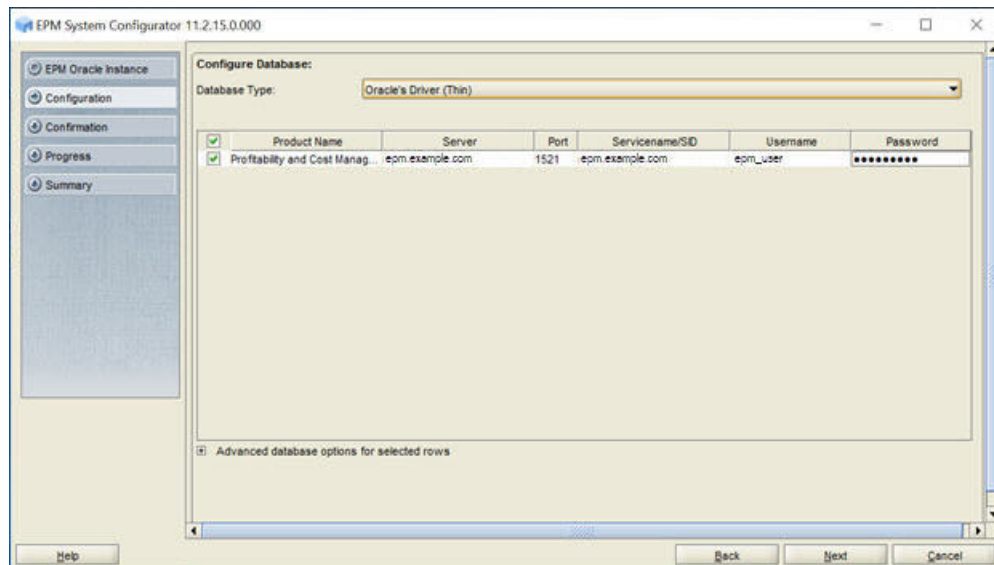 EPM System Configurator 11.2.15.0.000
EPM Oracle Instance
Configuration
Confirmation
Progress
Summary
Configure Database:
Database Type: Oracle's Driver (Thin)
Product Name Server Port Servicename/SID Username Password
Profitability and Cost Manag... epm.example.com 1521 epm.example.com epm_user •••••••••
Advanced database options for selected rows
Help Back Next Cancel